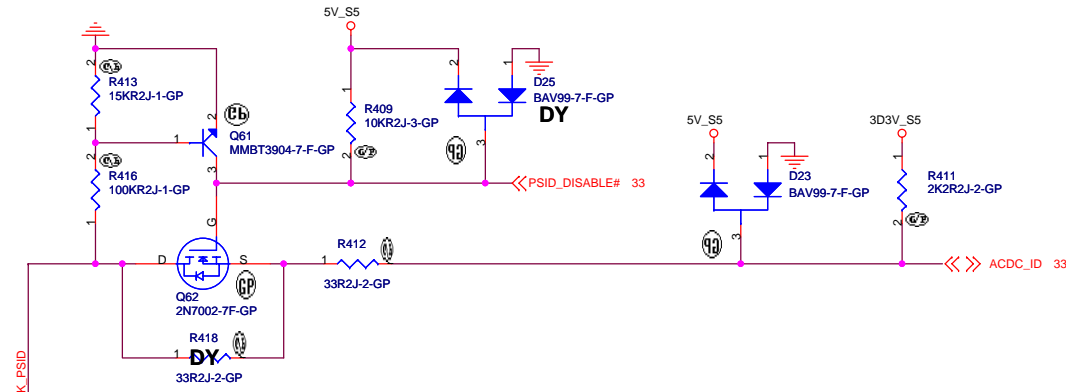 5V_S5
2
R413
15KR2J-1-GP
1
2
1
Q61
MMBT3904-7-F-GP
3
2
R416
100KR2J-1-GP
1
1
R409
10KR2J-3-GP
2
2
1
D25
BAV99-7-F-GP
DY
3
PSID_DISABLE# 33
5V_S5
2
1
D23
BAV99-7-F-GP
3
3D3V_S5
1
R411
2K2R2J-2-GP
2
G
D
S
GP
Q62
2N7002-7F-GP
R412
1
33R2J-2-GP
ACDC_ID 33
R418
1
DY
33R2J-2-GP
K_PSID